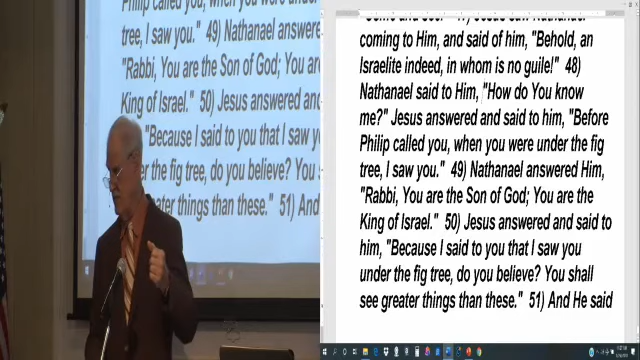 Philip called you, when you were under
tree, I saw you." 49) Nathanael answere
"Rabbi, You are the Son of God; You are
King of Israel." 50) Jesus answered and
"Because I said to you that I saw yo
er the fig tree, do you believe? You s
greater things than these." 51) And
coming to Him, and said of him, "Behold, an
Israelite indeed, in whom is no guile!" 48)
Nathanael said to Him, "How do You know
me?" Jesus answered and said to him, "Before
Philip called you, when you were under the fig
tree, I saw you." 49) Nathanael answered Him,
"Rabbi, You are the Son of God; You are the
King of Israel." 50) Jesus answered and said to
him, "Because I said to you that I saw you
under the fig tree, do you believe? You shall
see greater things than these." 51) And He said